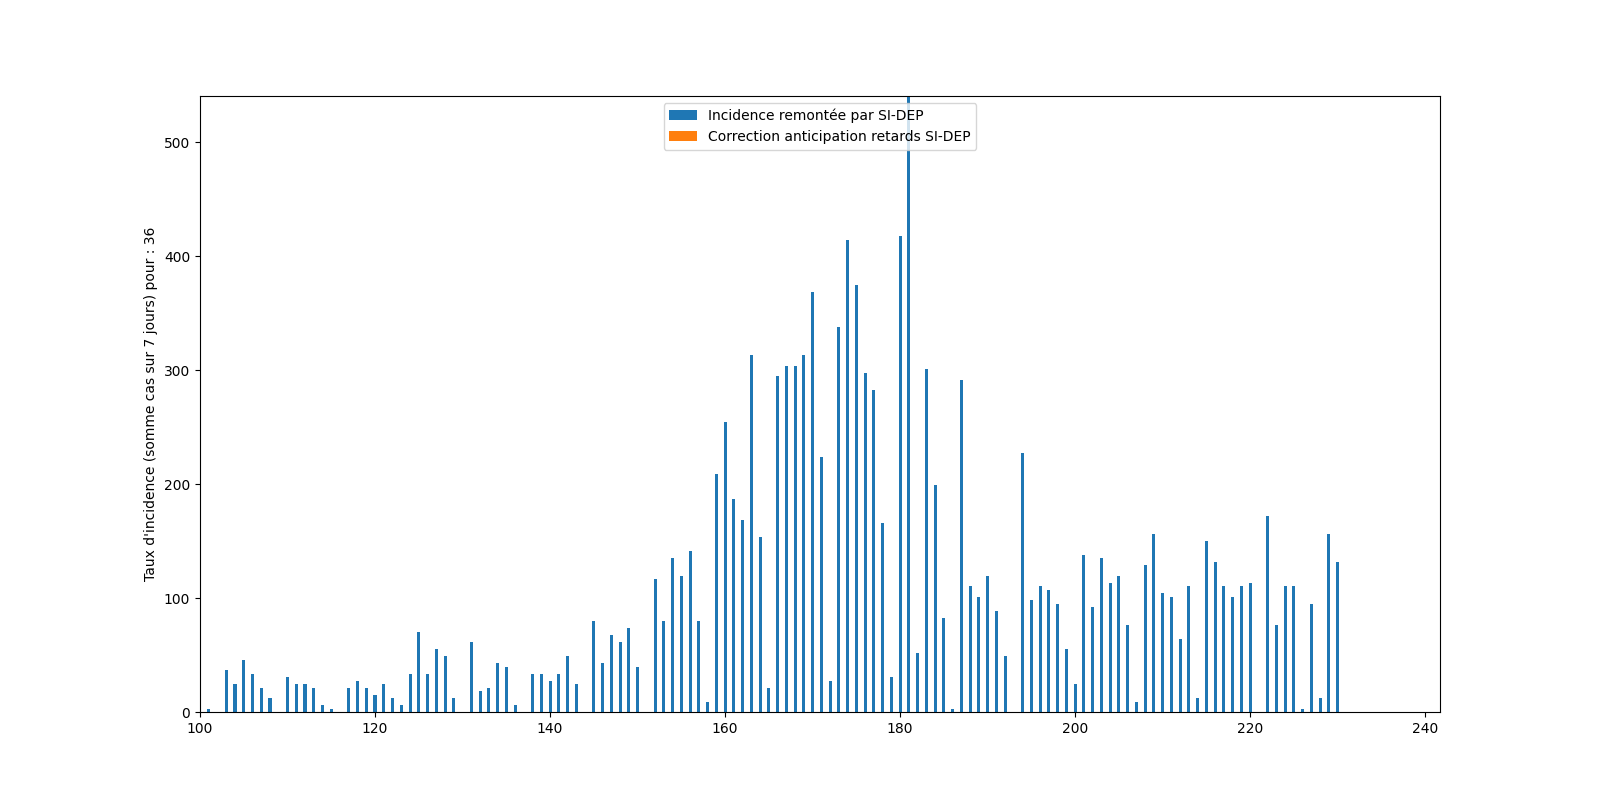 Incidence remontée par SI-DEP
Correction anticipation retards SI-DEP
Taux d'incidence (somme cas sur 7 jours) pour : 36
500
400
300
200
100
0
100 120 140 160 180 200 220 240